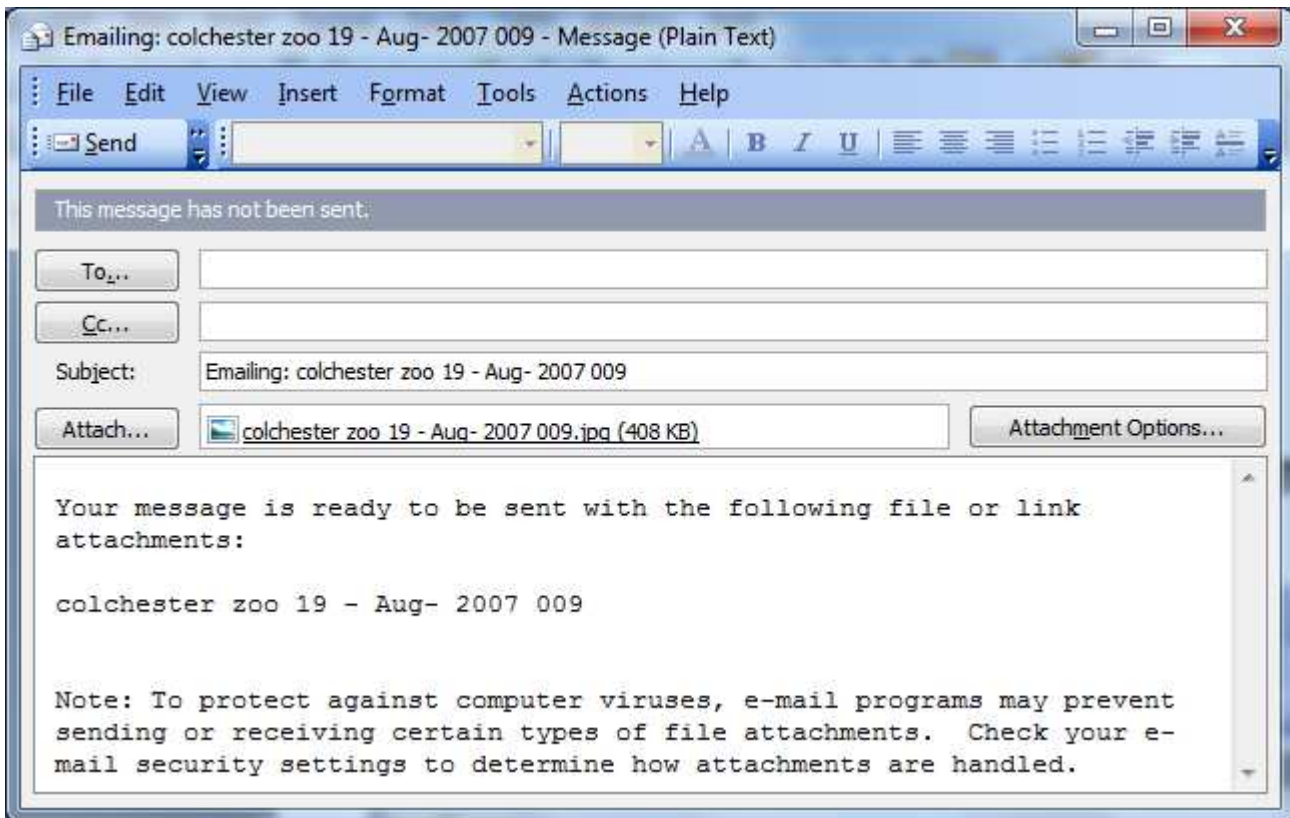 Emailing: colchester zoo 19 - Aug- 2007 009 - Message (Plain Text)
File Edit View Insert Format Tools Actions Help
Send A B I U
This message has not been sent.
To...
Cc...
Subject: Emailing: colchester zoo 19 - Aug- 2007 009
Attach... colchester zoo 19 - Aug- 2007 009.jpg (408 KB) Attachment Options...
Your message is ready to be sent with the following file or link
attachments:
colchester zoo 19 - Aug- 2007 009
Note: To protect against computer viruses, e-mail programs may prevent
sending or receiving certain types of file attachments.  Check your e-
mail security settings to determine how attachments are handled.